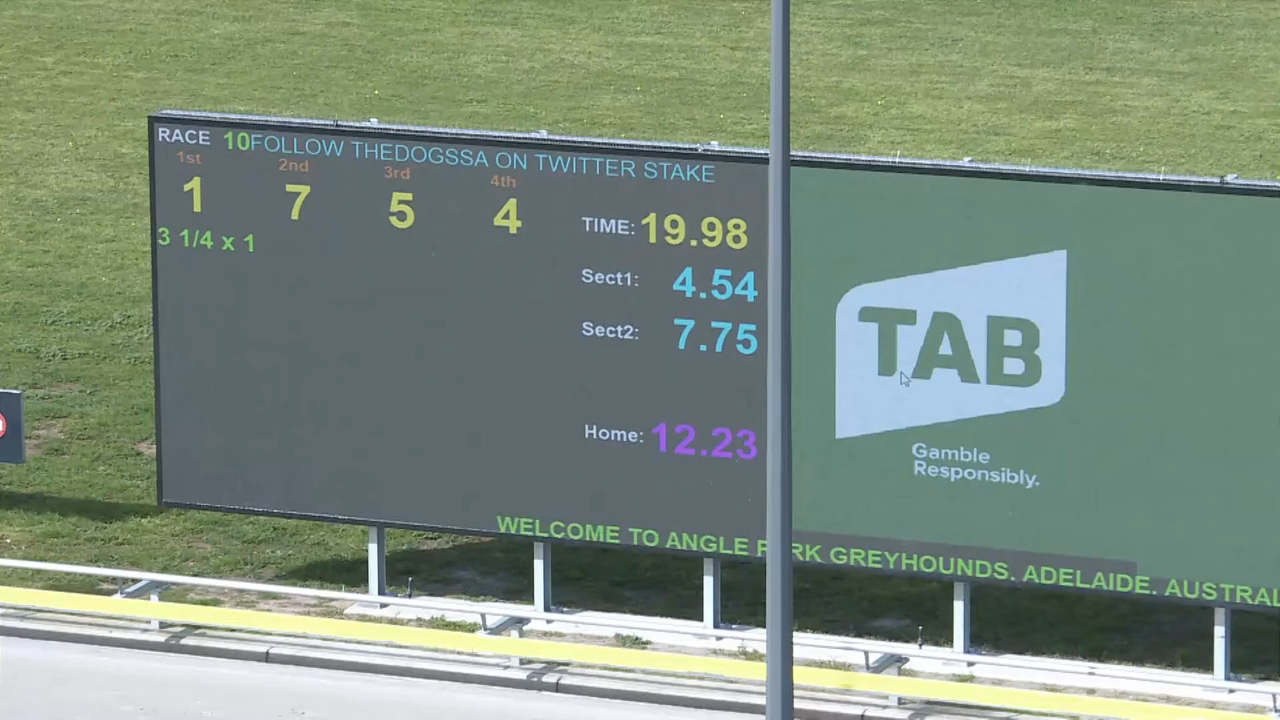 RACE 10FOLLOW THEDOGSSA ON TWITTER STAKE
1st 2nd 3rd 4th
1 7 5 4
3 1/4 x 1
TIME: 19.98
Sect1: 4.54
Sect2: 7.75
Home: 12.23
TAB
Gamble
Responsibly.
WELCOME TO ANGLE PARK GREYHOUNDS. ADELAIDE. AUSTRAL